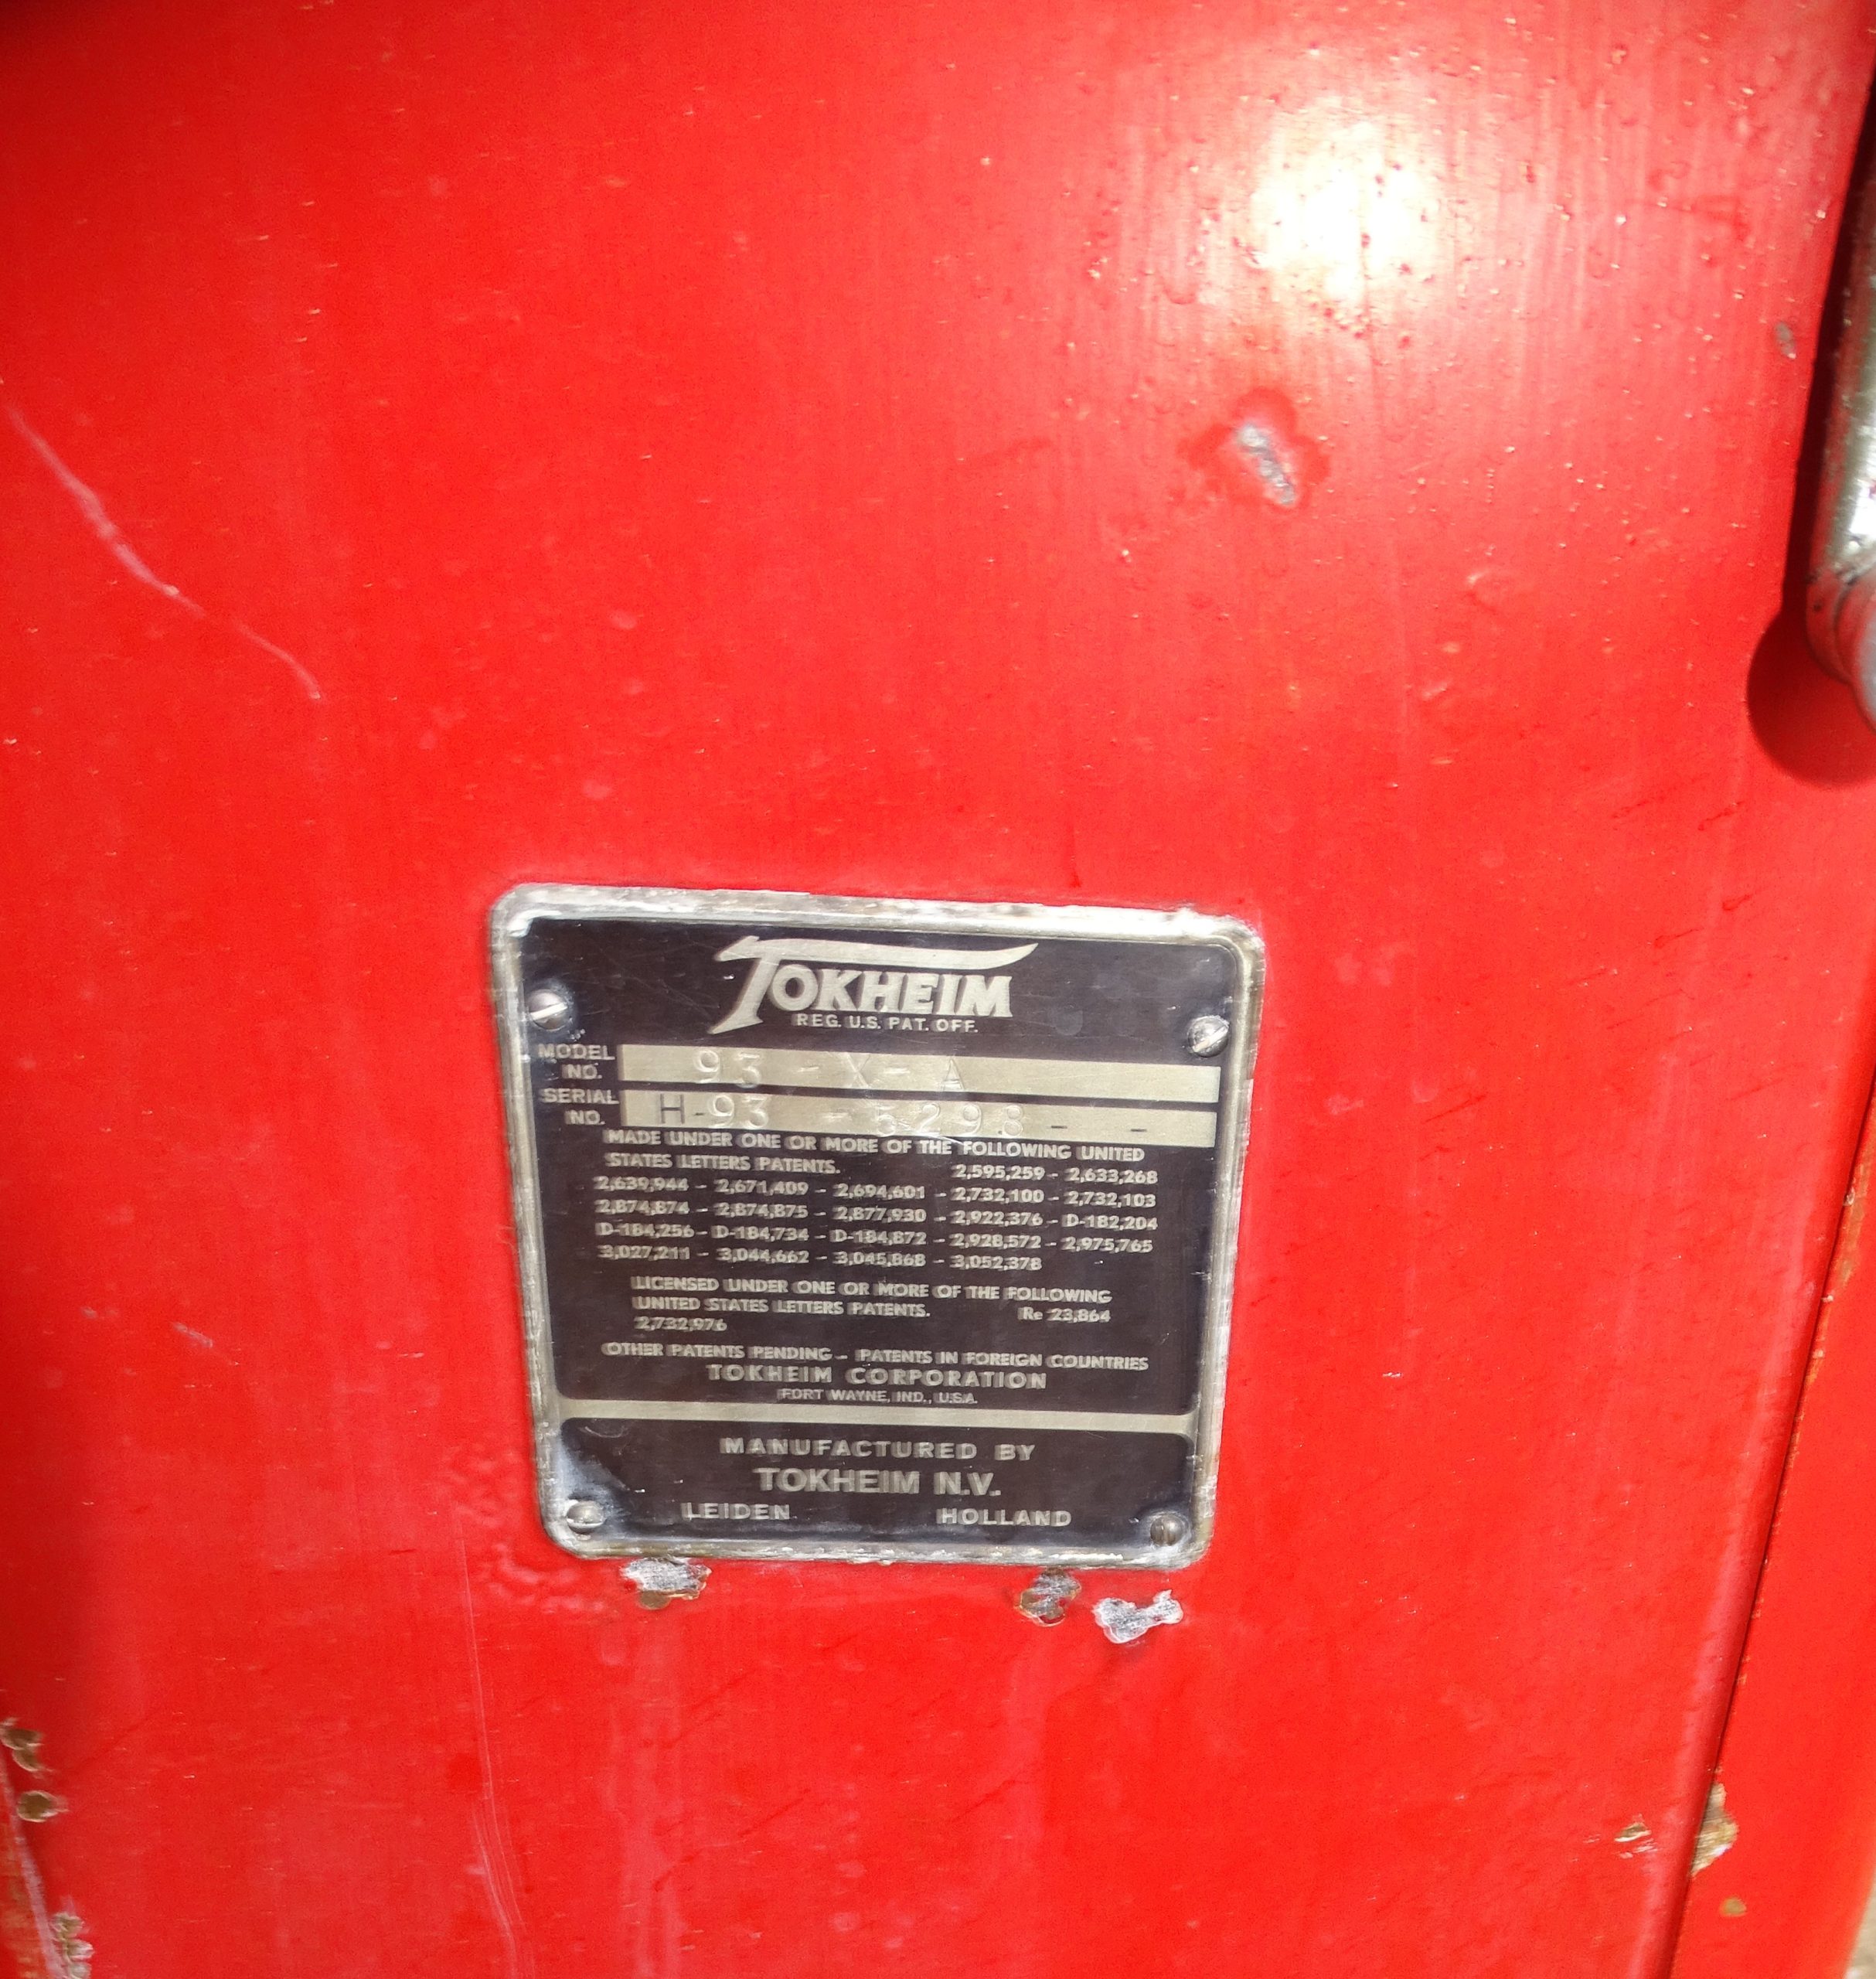 TOKHEIM
REG. U.S. PAT. OFF.
MODEL NO. 93 - X - A
SERIAL NO. H-93 - 5298 - -
MADE UNDER ONE OR MORE OF THE FOLLOWING UNITED
STATES LETTERS PATENTS. 2,595,259 - 2,633,268
2,639,944 - 2,671,409 - 2,694,601 - 2,732,100 - 2,732,103
2,874,874 - 2,874,875 - 2,877,930 - 2,922,376 - D-182,204
D-184,256 - D-184,734 - D-184,872 - 2,928,572 - 2,975,765
3,027,211 - 3,044,662 - 3,045,868 - 3,052,378
LICENSED UNDER ONE OR MORE OF THE FOLLOWING
UNITED STATES LETTERS PATENTS. Re 23,864
2,732,976
OTHER PATENTS PENDING - PATENTS IN FOREIGN COUNTRIES
TOKHEIM CORPORATION
FORT WAYNE, IND., U.S.A.
MANUFACTURED BY
TOKHEIM N.V.
LEIDEN HOLLAND